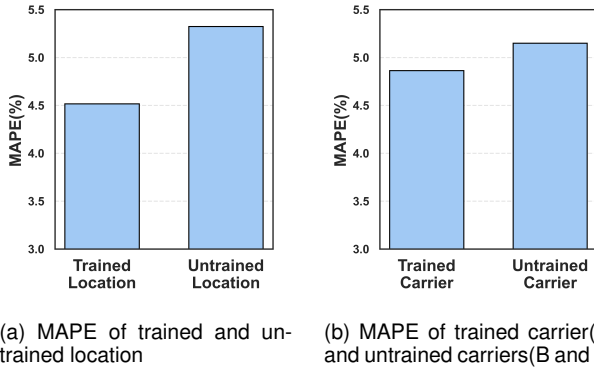 MAPE(%)
5.5
5.0
4.5
4.0
3.5
3.0
Trained
Location
Untrained
Location
(a) MAPE of trained and un-
trained location
MAPE(%)
5.5
5.0
4.5
4.0
3.5
3.0
Trained
Carrier
Untrained
Carrier
(b) MAPE of trained carrier(
and untrained carriers(B and